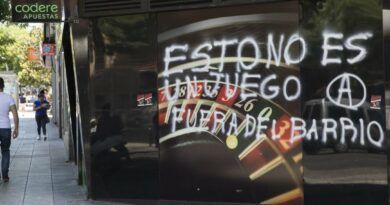 codere
APUESTAS
ESTO NO ES
UN JUEGO
FUERA DEL BARRIO